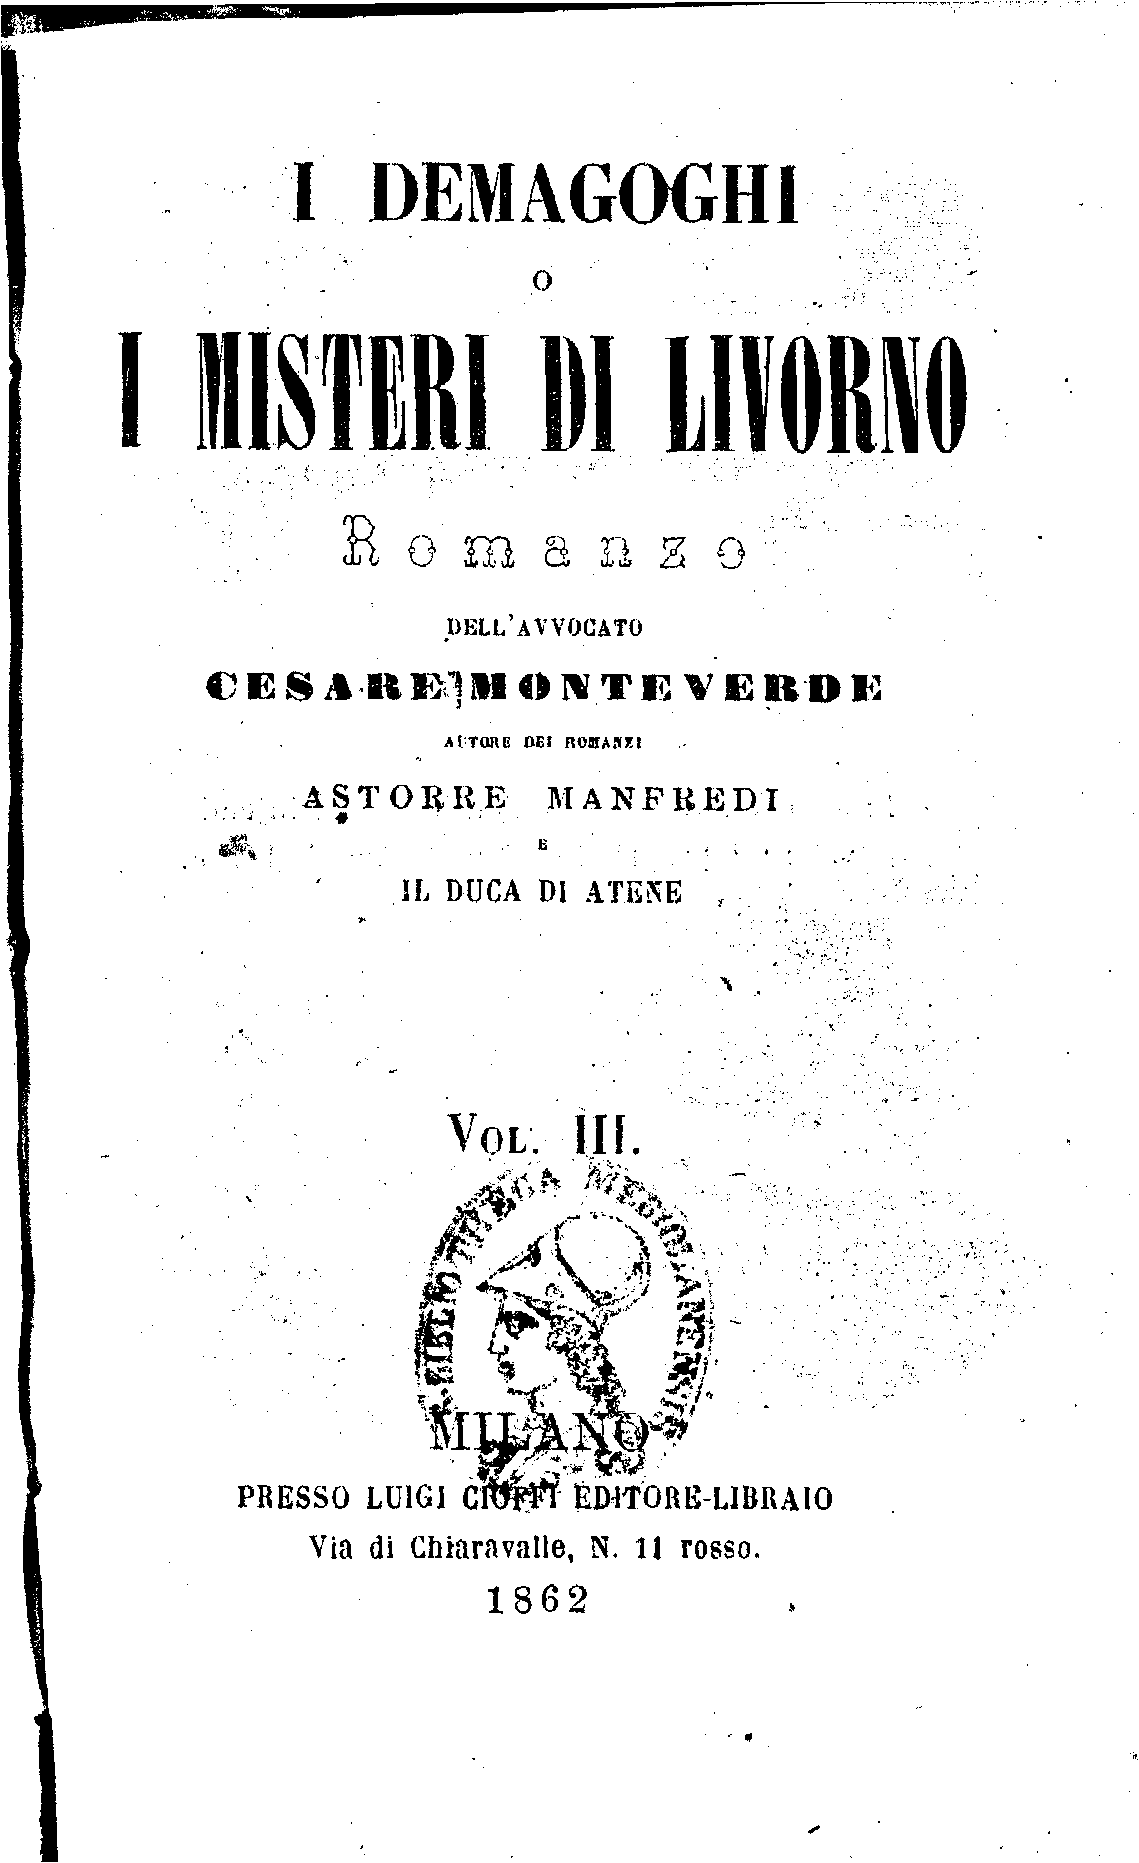 I DEMAGOGHI
O
I MISTERI DI LIVORNO
Romanzo
DELL'AVVOCATO
CESARE MONTEVERDE
AUTORE DEI ROMANZI
ASTORRE MANFREDI
E
IL DUCA DI ATENE
VOL. III.
MILANO
PRESSO LUIGI CIOFFI EDITORE-LIBRAIO
Via di Chiaravalle, N. 11 rosso.
1862